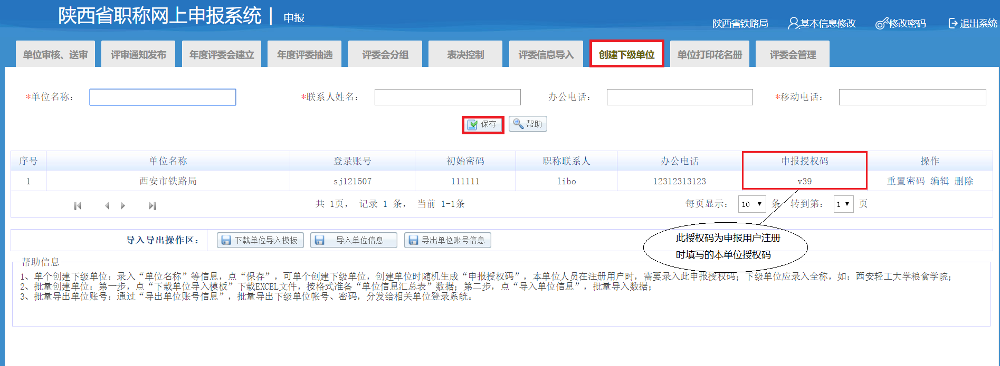 陕西省职称网上申报系统 | 申报
陕西省铁路局 基本信息修改 修改密码 退出系统
单位审核、送审 评审通知发布 年度评委会建立 年度评委抽选 评委会分组 表决控制 评委信息导入 创建下级单位 单位打印花名册 评委会管理
*单位名称： *联系人姓名： 办公电话： *移动电话：
保存 帮助
序号 单位名称 登录账号 初始密码 职称联系人 办公电话 申报授权码 操作
1 西安市铁路局 sj121507 111111 libo 12312313123 v39 重置密码 编辑 删除
共 1页， 记录 1 条， 当前 1-1条 每页显示： 10 条 转到第： 1 页
此授权码为申报用户注册
时填写的本单位授权码
导入导出操作区： 下载单位导入模板 导入单位信息 导出单位账号信息
帮助信息
1、单个创建下级单位：录入“单位名称”等信息，点“保存”，可单个创建下级单位，创建单位时随机生成“申报授权码”，本单位人员在注册用户时，需要录入此申报授权码；下级单位应录入全称，如：西安轻工大学粮食学院；
2、批量创建单位：第一步，点“下载单位导入模板”下载EXCEL文件，按格式准备“单位信息汇总表”数据；第二步，点“导入单位信息”，批量导入数据；
3、批量导出单位账号：通过“导出单位账号信息”，批量导出下级单位帐号、密码，分发给相关单位登录系统。